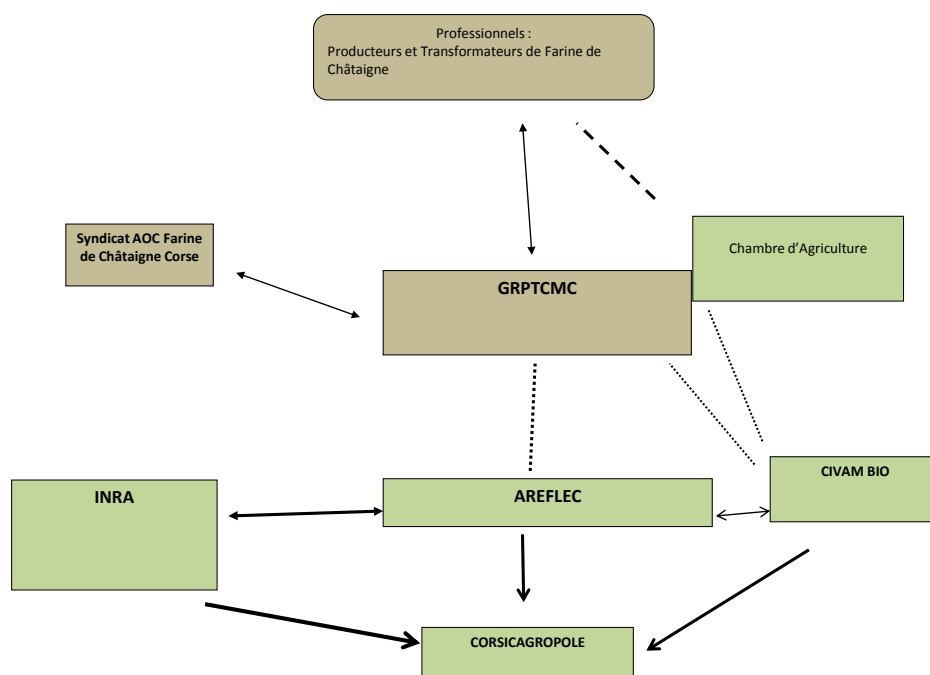 Professionnels :
Producteurs et Transformateurs de Farine de
Châtaigne
Syndicat AOC Farine
de Châtaigne Corse
Chambre d’Agriculture
GRPTCMC
CIVAM BIO
INRA
AREFLEC
CORSICAGROPOLE